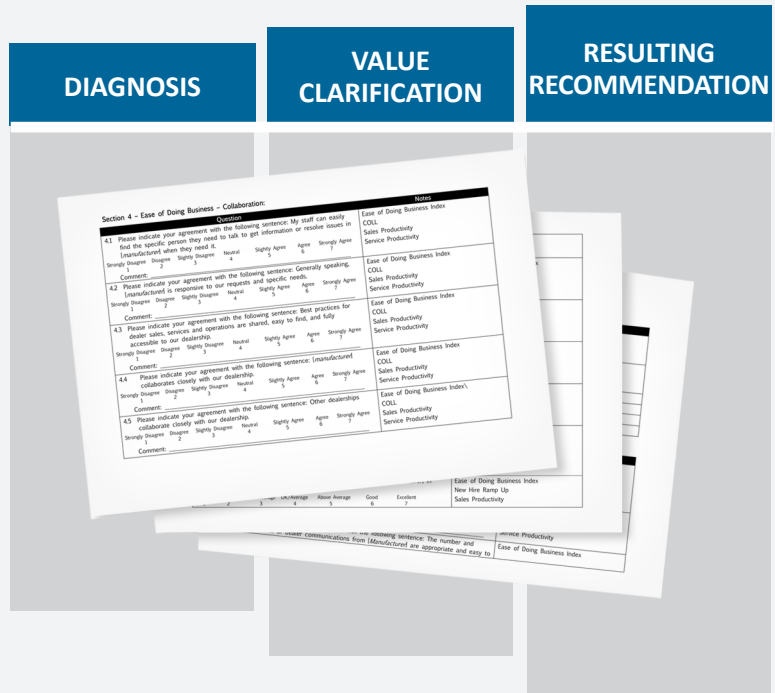 DIAGNOSIS
VALUE
CLARIFICATION
RESULTING
RECOMMENDATION
Section 4 – Ease of Doing Business – Collaboration:
Question
Notes
4.1 Please indicate your agreement with the following sentence: My staff can easily
find the specific person they need to talk to get information or resolve issues in
[manufacturer] when they need it.
Strongly Disagree Disagree Slightly Disagree Neutral Slightly Agree Agree Strongly Agree
1 2 3 4 5 6 7
Comment:
Ease of Doing Business Index
COLL
Sales Productivity
Service Productivity
4.2 Please indicate your agreement with the following sentence: Generally speaking,
[manufacturer] is responsive to our requests and specific needs.
Strongly Disagree Disagree Slightly Disagree Neutral Slightly Agree Agree Strongly Agree
1 2 3 4 5 6 7
Comment:
Ease of Doing Business Index
COLL
Sales Productivity
Service Productivity
4.3 Please indicate your agreement with the following sentence: Best practices for
dealer sales, services and operations are shared, easy to find, and fully
accessible to our dealership.
Strongly Disagree Disagree Slightly Disagree Neutral Slightly Agree Agree Strongly Agree
1 2 3 4 5 6 7
Comment:
Ease of Doing Business Index
COLL
Sales Productivity
Service Productivity
4.4 Please indicate your agreement with the following sentence: [manufacturer]
collaborates closely with our dealership.
Strongly Disagree Disagree Slightly Disagree Neutral Slightly Agree Agree Strongly Agree
1 2 3 4 5 6 7
Comment:
Ease of Doing Business Index
COLL
Sales Productivity
Service Productivity
4.5 Please indicate your agreement with the following sentence: Other dealerships
collaborate closely with our dealership.
Strongly Disagree Disagree Slightly Disagree Neutral Slightly Agree Agree Strongly Agree
1 2 3 4 5 6 7
Comment:
Ease of Doing Business Index\
COLL
Sales Productivity
Service Productivity
OK/Average Above Average Good Excellent
2 3 4 5 6 7
Ease of Doing Business Index
New Hire Ramp Up
Sales Productivity
Service Productivity
the following sentence: The number and
dealer communications from [Manufacturer] are appropriate and easy to
Ease of Doing Business Index